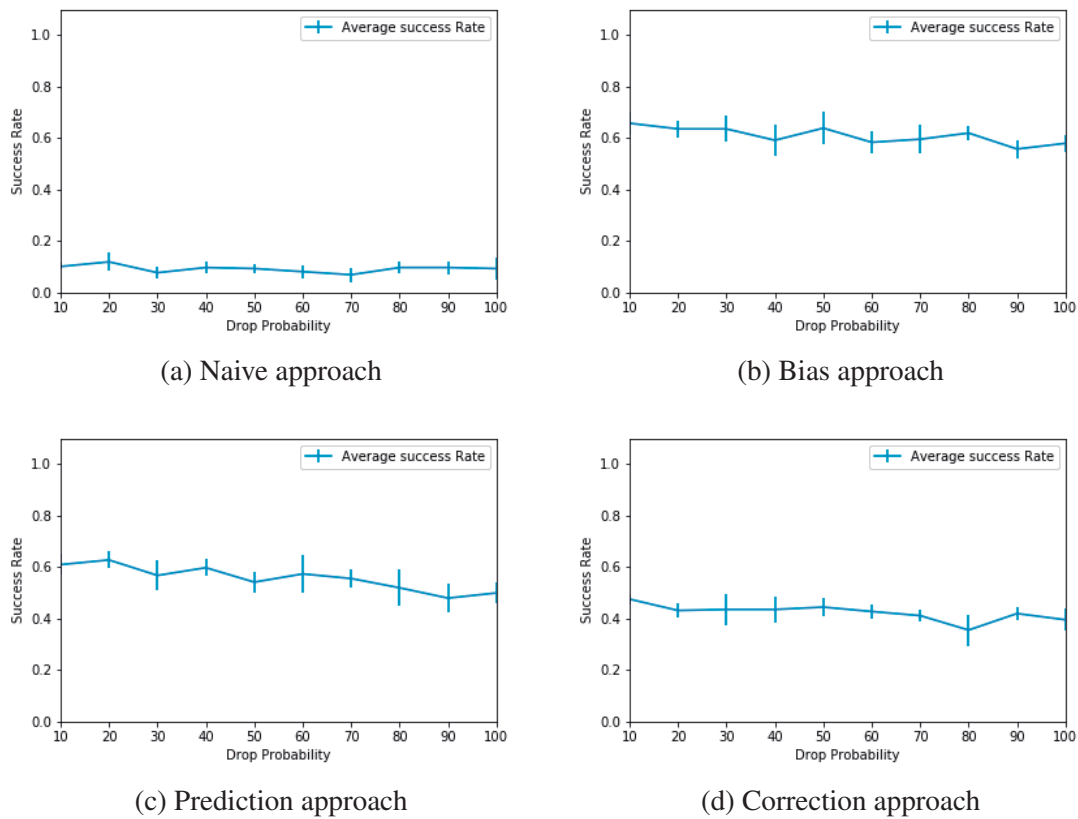 Average success Rate
1.0
0.8
0.6
0.4
0.2
0.0
Success Rate
10 20 30 40 50 60 70 80 90 100
Drop Probability
(a) Naive approach
Average success Rate
1.0
0.8
0.6
0.4
0.2
0.0
Success Rate
10 20 30 40 50 60 70 80 90 100
Drop Probability
(b) Bias approach
Average success Rate
1.0
0.8
0.6
0.4
0.2
0.0
Success Rate
10 20 30 40 50 60 70 80 90 100
Drop Probability
(c) Prediction approach
Average success Rate
1.0
0.8
0.6
0.4
0.2
0.0
Success Rate
10 20 30 40 50 60 70 80 90 100
Drop Probability
(d) Correction approach